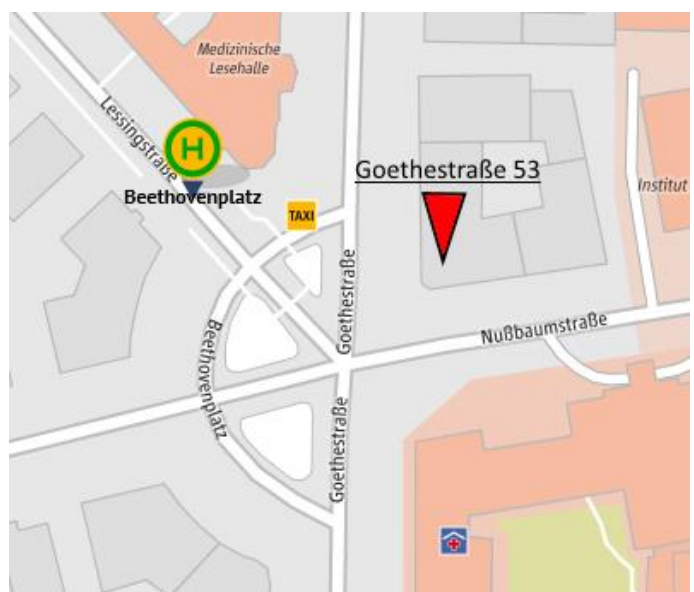 Medizinische
Lesehalle
Lessingstraße
H
Beethovenplatz
TAXI
Goethestraße 53
Institut
Goethestraße
Nußbaumstraße
Beethovenplatz
Goethestraße